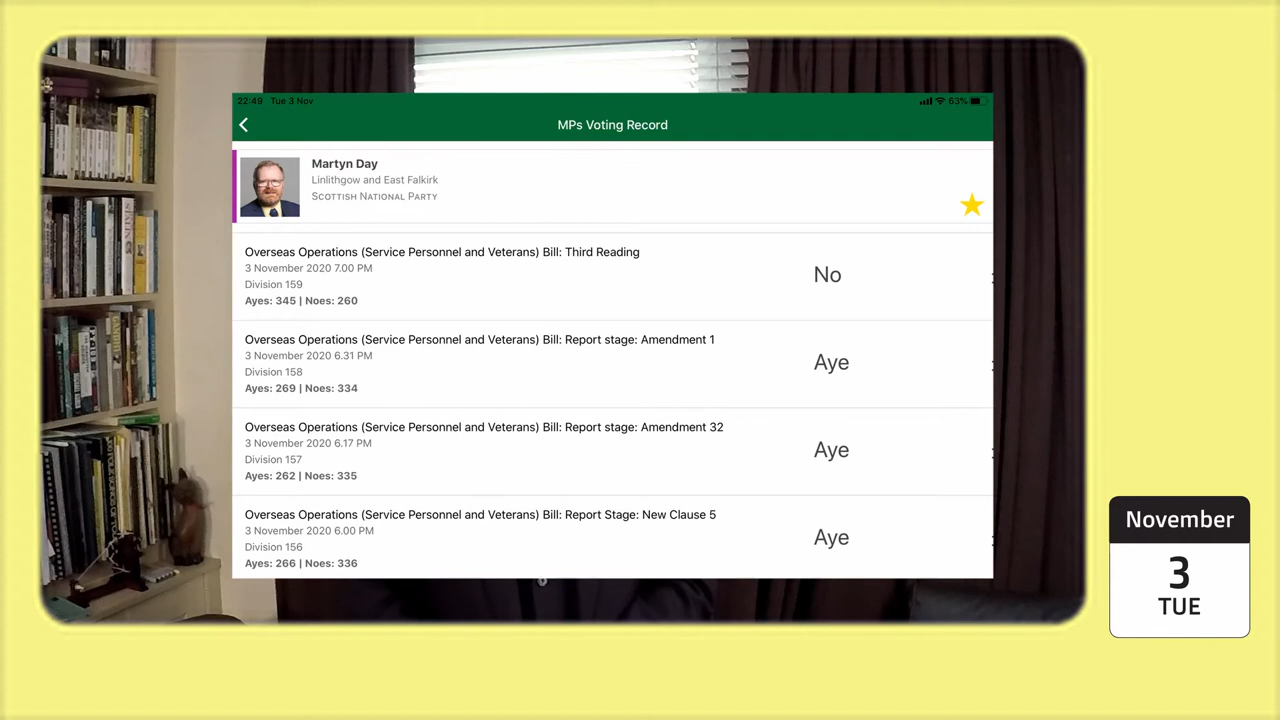 22:49 Tue 3 Nov
63%
MPs Voting Record
Martyn Day
Linlithgow and East Falkirk
SCOTTISH NATIONAL PARTY
Overseas Operations (Service Personnel and Veterans) Bill: Third Reading
3 November 2020 7.00 PM
Division 159
Ayes: 345 | Noes: 260
No
Overseas Operations (Service Personnel and Veterans) Bill: Report stage: Amendment 1
3 November 2020 6.31 PM
Division 158
Ayes: 269 | Noes: 334
Aye
Overseas Operations (Service Personnel and Veterans) Bill: Report stage: Amendment 32
3 November 2020 6.17 PM
Division 157
Ayes: 262 | Noes: 335
Aye
Overseas Operations (Service Personnel and Veterans) Bill: Report Stage: New Clause 5
3 November 2020 6.00 PM
Division 156
Ayes: 266 | Noes: 336
Aye
November
3
TUE